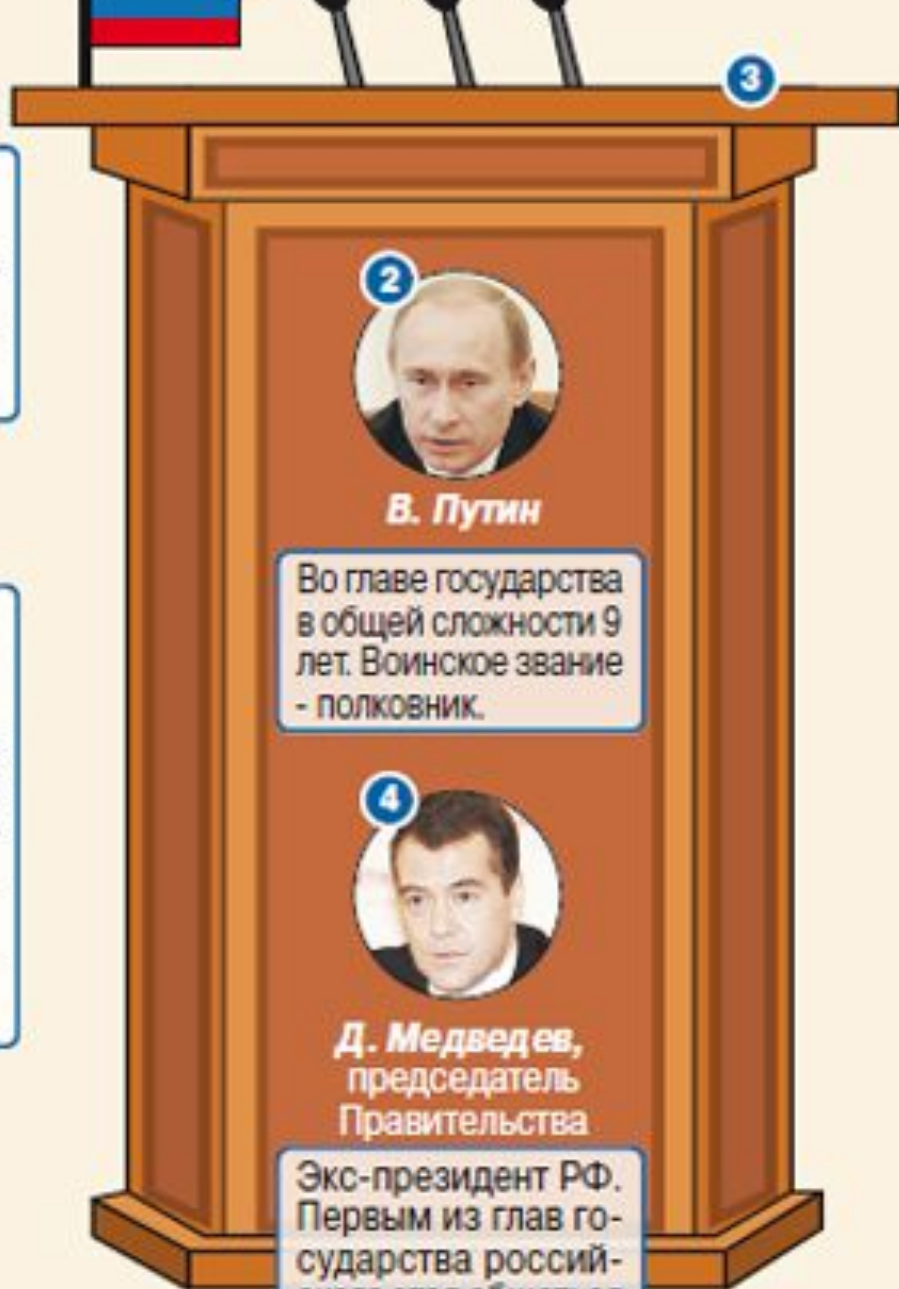 3
2
В. Путин
Во главе государства
в общей сложности 9
лет. Воинское звание
- полковник.
4
Д. Медведев,
председатель
Правительства
Экс-президент РФ.
Первым из глав го-
сударства россий-